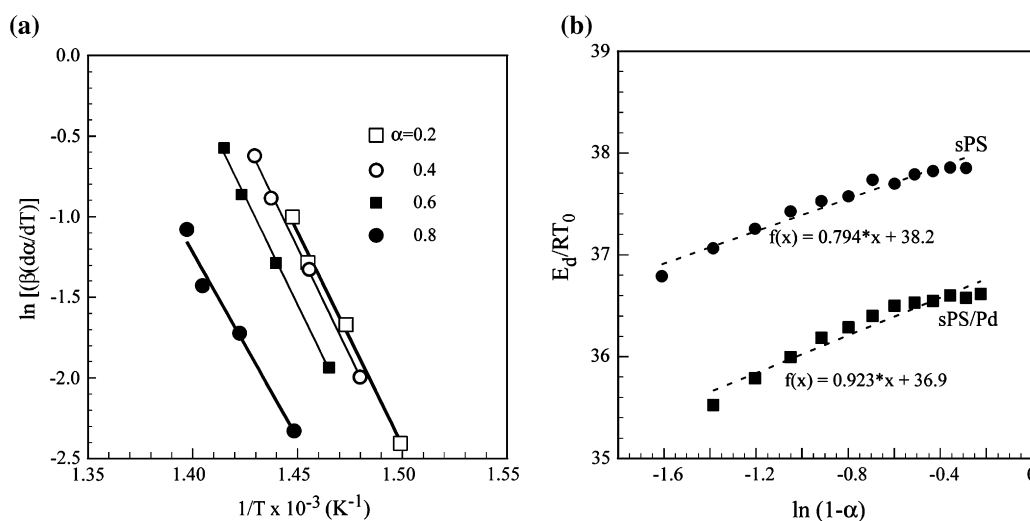 (a)
0.0
-0.5
-1.0
-1.5
-2.0
-2.5
1.35
1.40
1.45
1.50
1.55
ln [(β(dα/dT)]
1/T x 10⁻³ (K⁻¹)
α=0.2
0.4
0.6
0.8
(b)
39
38
37
36
35
-1.6
-1.2
-0.8
-0.4
0
E_d/RT₀
ln (1-α)
sPS
f(x) = 0.794*x + 38.2
sPS/Pd
f(x) = 0.923*x + 36.9